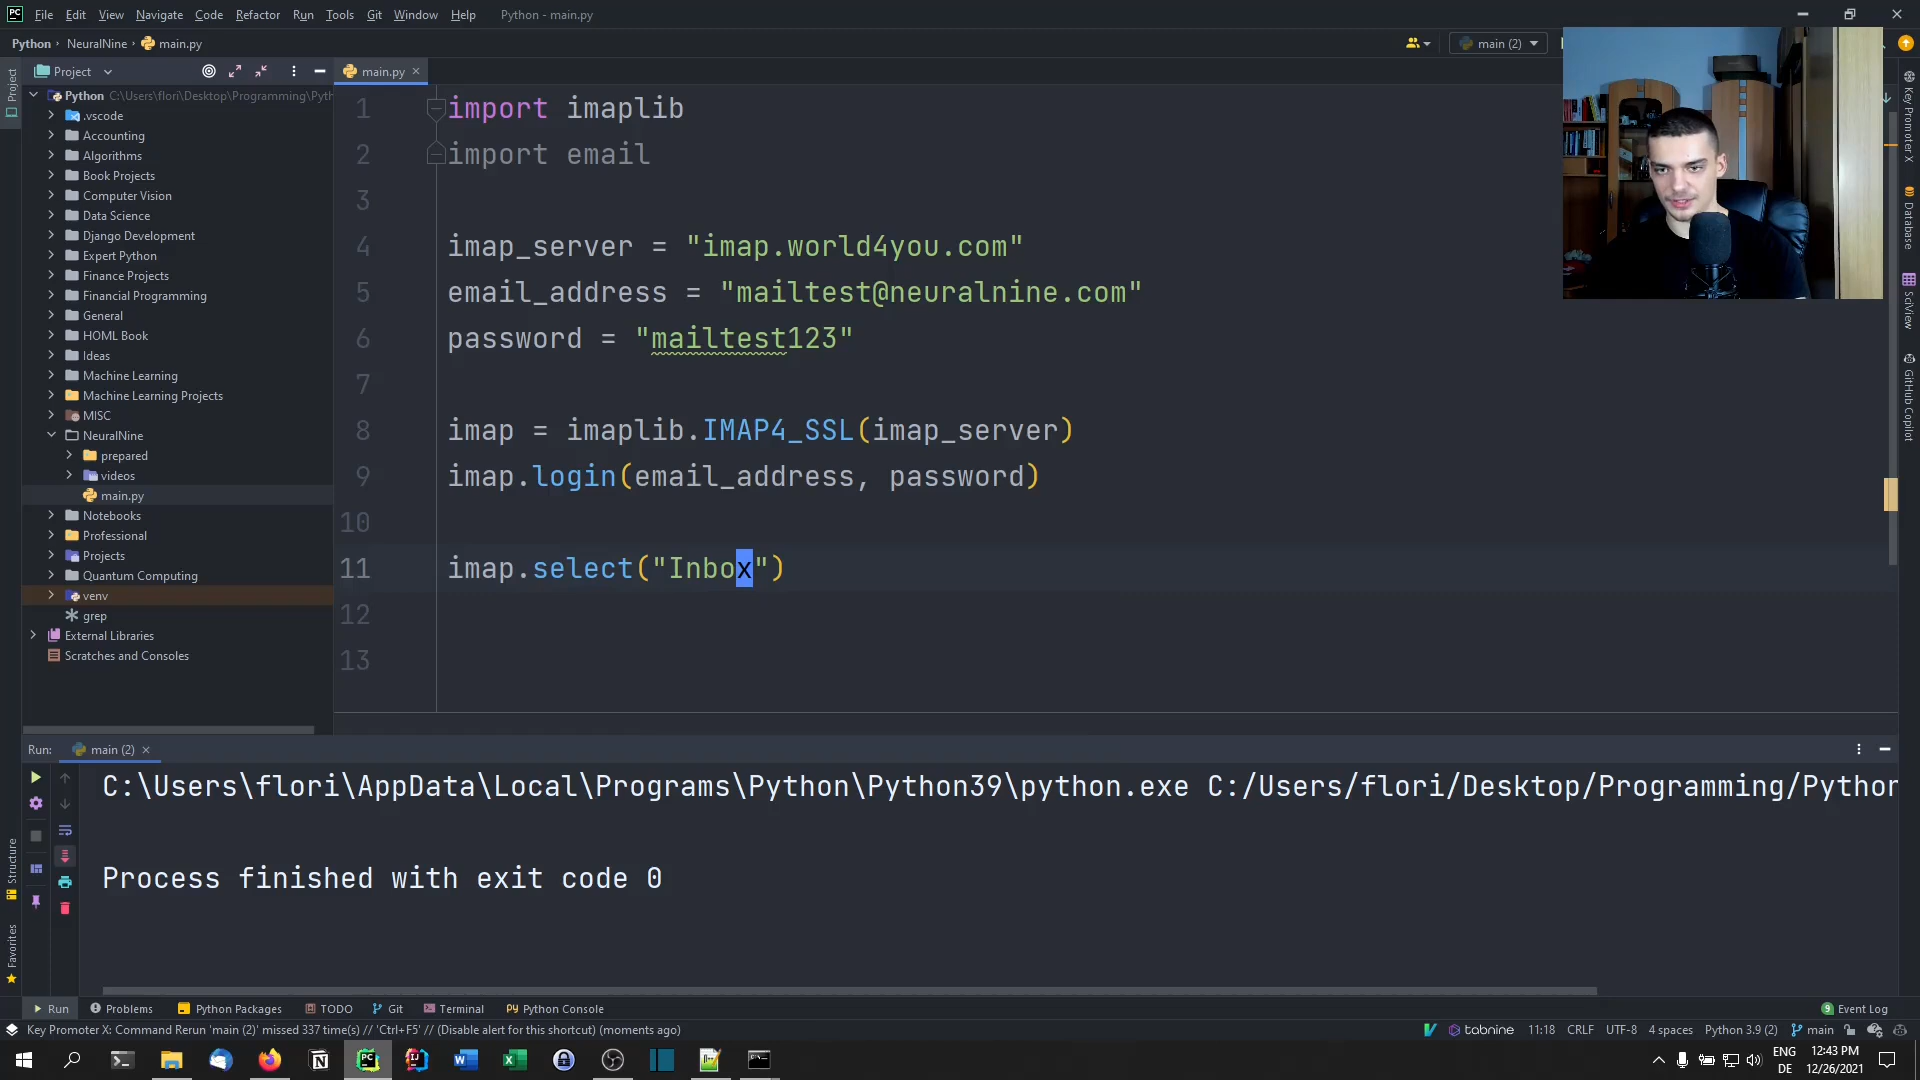 PC File Edit View Navigate Code Refactor Run Tools Git Window Help Python - main.py
Python NeuralNine main.py
main (2)
Project
main.py
Python C:\Users\flori\Desktop\Programming\Pyth
.vscode
Accounting
Algorithms
Book Projects
Computer Vision
Data Science
Django Development
Expert Python
Finance Projects
Financial Programming
General
HOML Book
Ideas
Machine Learning
Machine Learning Projects
MISC
NeuralNine
prepared
videos
main.py
Notebooks
Professional
Projects
Quantum Computing
venv
grep
External Libraries
Scratches and Consoles
1 import imaplib
2 import email
3
4 imap_server = "imap.world4you.com"
5 email_address = "mailtest@neuralnine.com"
6 password = "mailtest123"
7
8 imap = imaplib.IMAP4_SSL(imap_server)
9 imap.login(email_address, password)
10
11 imap.select("Inbox")
12
13
Project
Structure
Favorites
Key Promoter X
Database
SciView
GitHub Copilot
Run: main (2)
C:\Users\flori\AppData\Local\Programs\Python\Python39\python.exe C:/Users/flori/Desktop/Programming/Python
Process finished with exit code 0
Run Problems Python Packages TODO Git Terminal Python Console 9 Event Log
Key Promoter X: Command Rerun 'main (2)' missed 337 time(s) // 'Ctrl+F5' // (Disable alert for this shortcut) (moments ago) tabnine 11:18 CRLF UTF-8 4 spaces Python 3.9 (2) main
ENG 12:43 PM
DE 12/26/2021